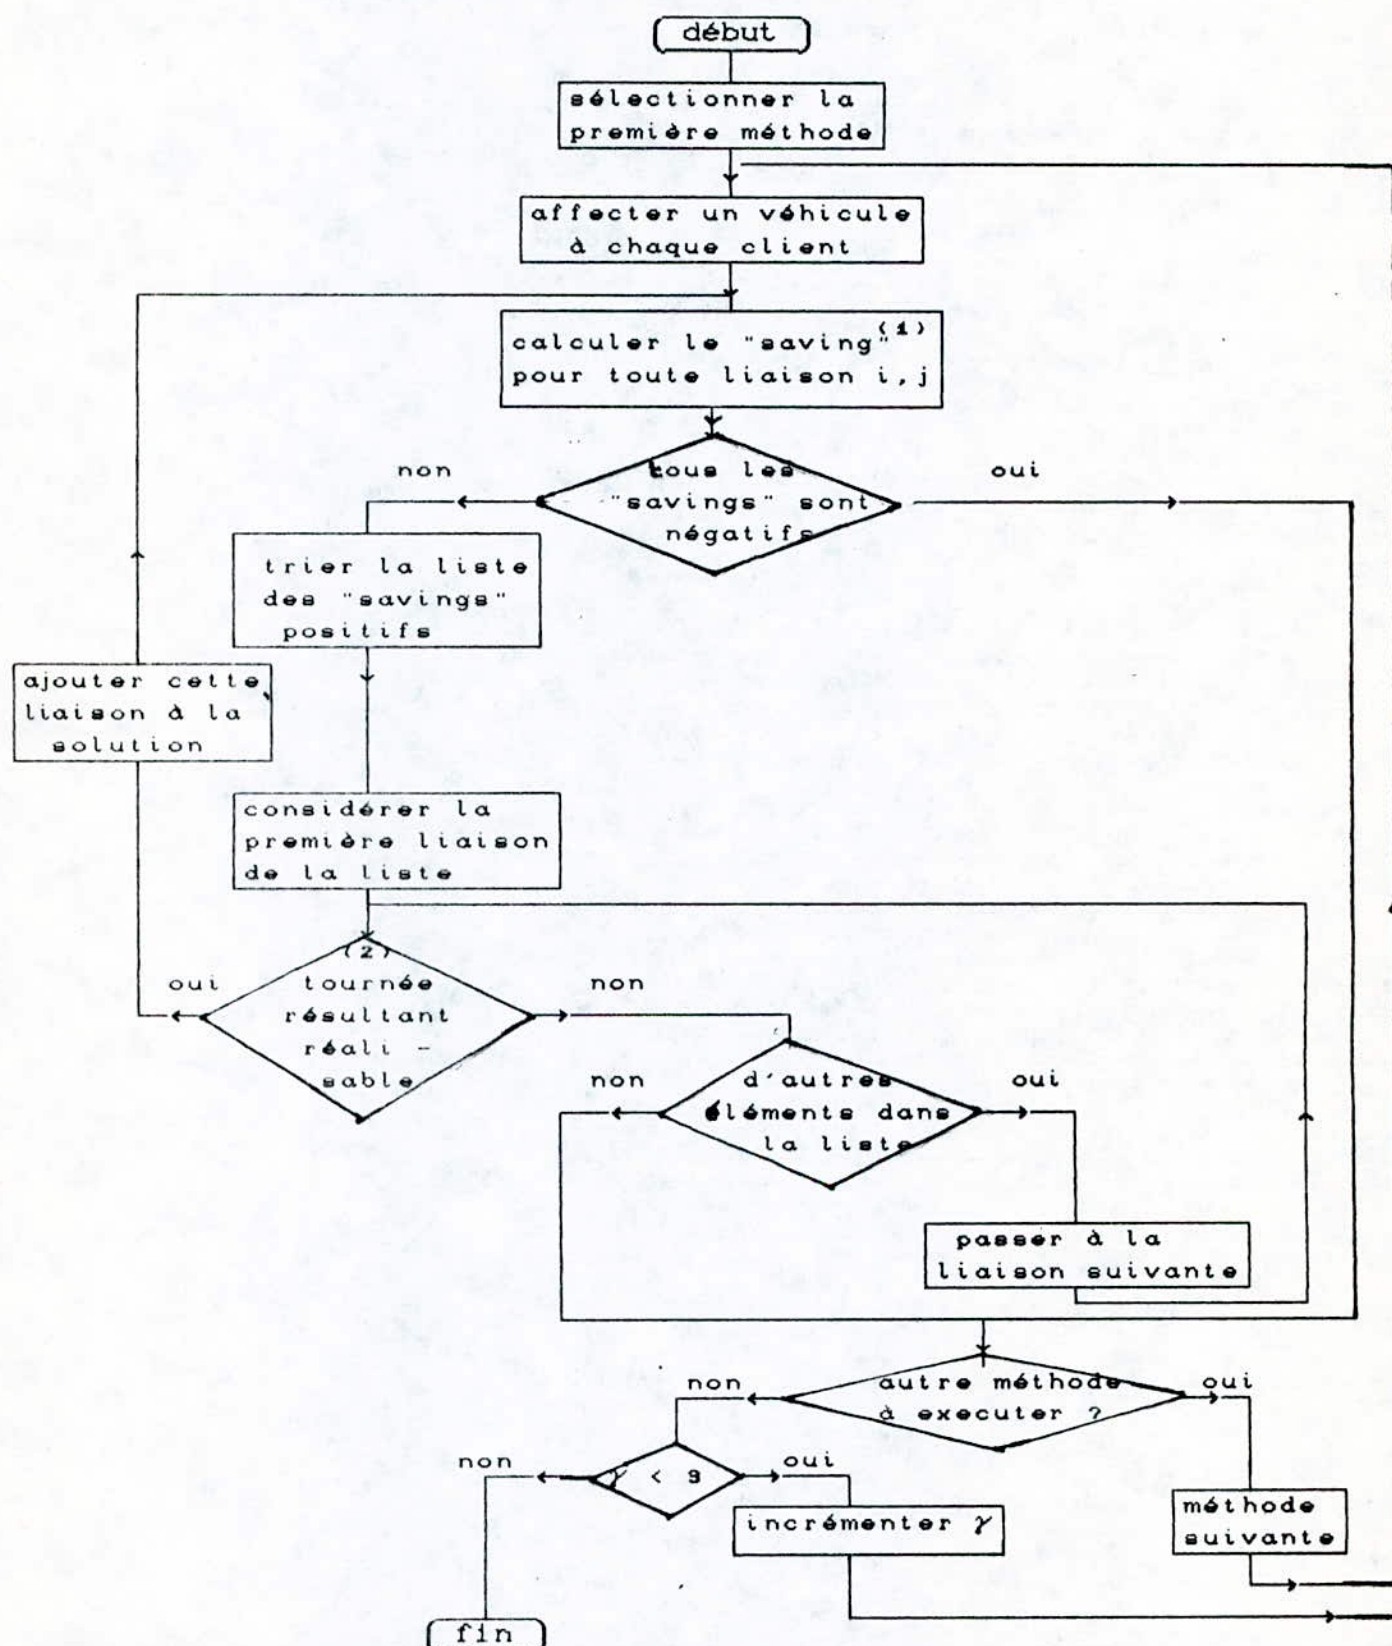 début
sélectionner la
première méthode
affecter un véhicule
à chaque client
calculer le "saving" (1)
pour toute liaison i,j
non
tous les
"savings" sont
négatifs
oui
trier la liste
des "savings"
positifs
ajouter cette
liaison à la
solution
considérer la
première liaison
de la liste
oui
(2)
tournée
résultant
réali -
sable
non
non
d'autres
éléments dans
la liste
oui
passer à la
liaison suivante
non
autre méthode
à executer ?
oui
non
γ < 9
oui
incrémenter γ
méthode
suivante
fin